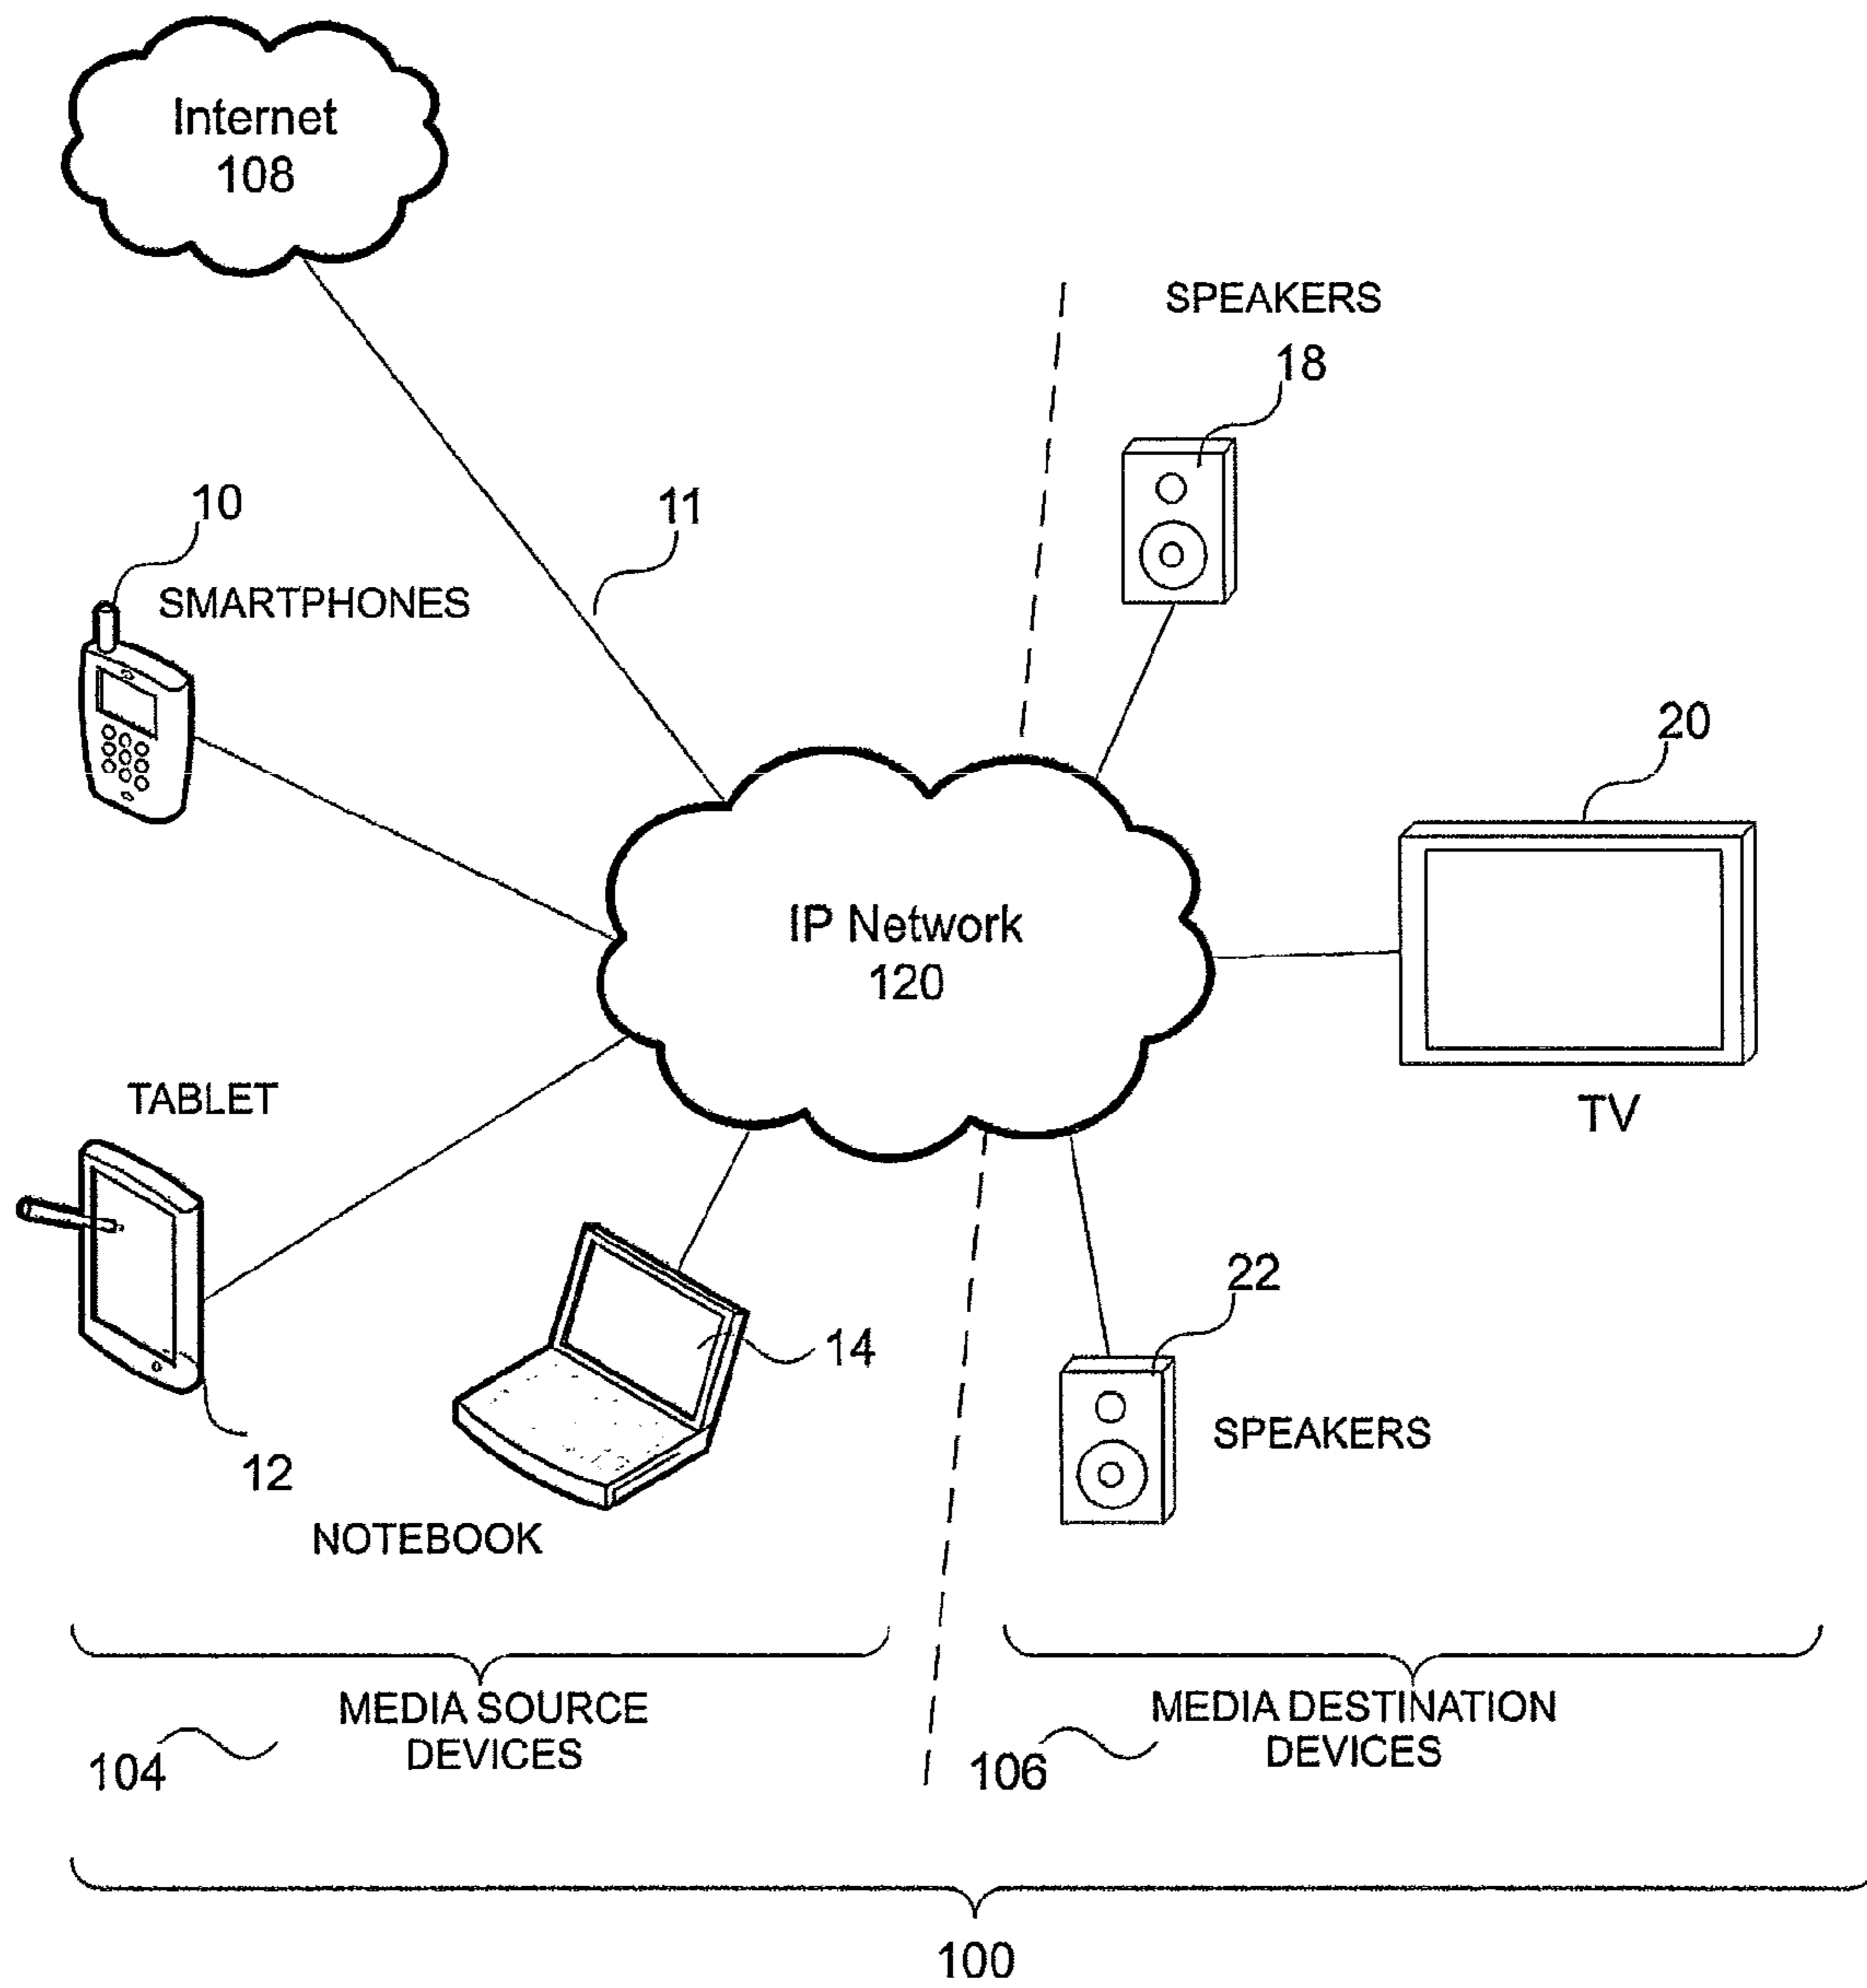 Internet
108
SPEAKERS
18
10
11
SMARTPHONES
20
IP Network
120
TABLET
TV
22
14
SPEAKERS
12
NOTEBOOK
MEDIA SOURCE
DEVICES
104
MEDIA DESTINATION
DEVICES
106
100